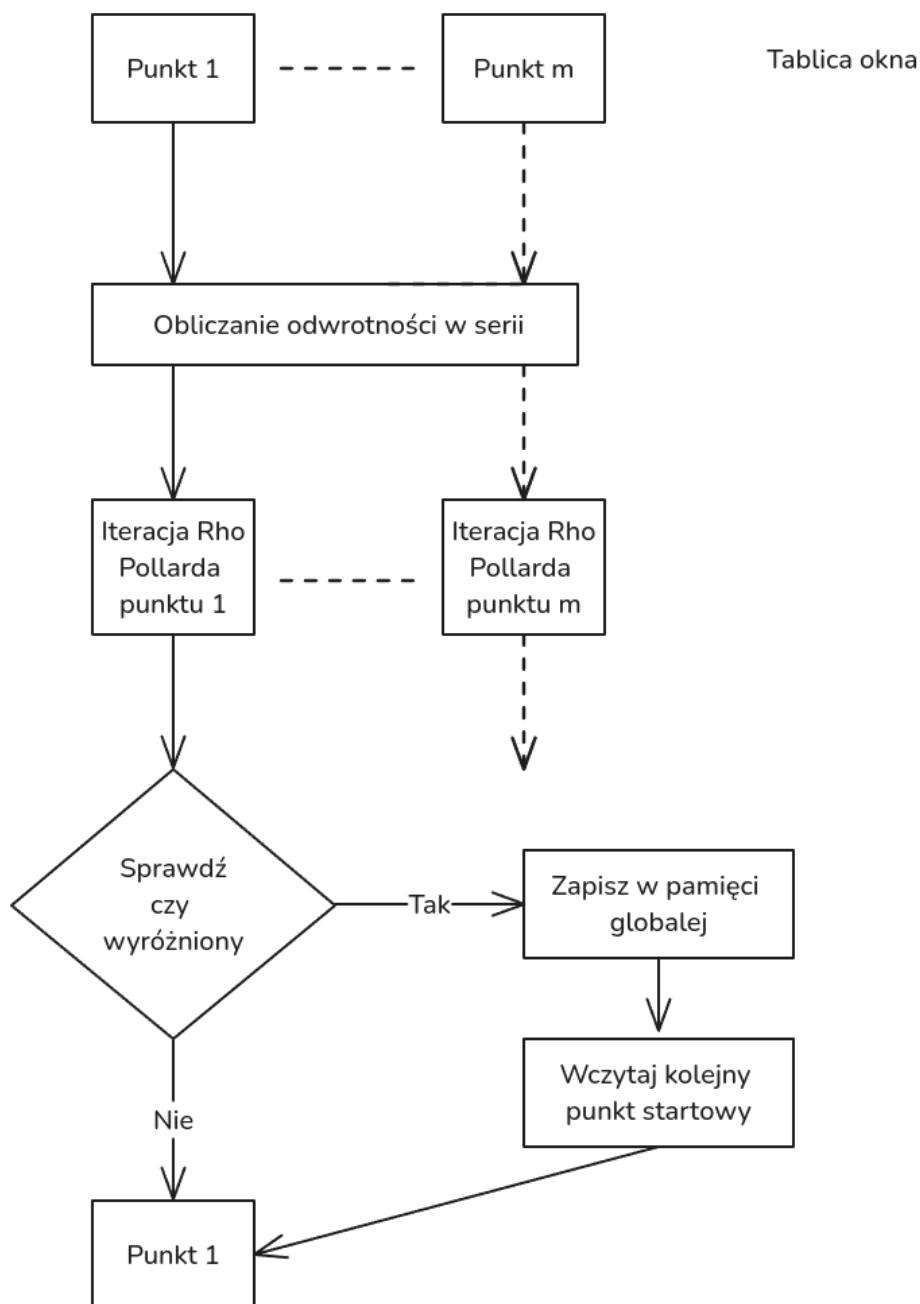 Punkt 1
Punkt m
Tablica okna
Obliczanie odwrotności w serii
Iteracja Rho
Pollarda
punktu 1
Iteracja Rho
Pollarda
punktu m
Sprawdź
czy
wyróżniony
Tak
Zapisz w pamięci
globalej
Wczytaj kolejny
punkt startowy
Nie
Punkt 1